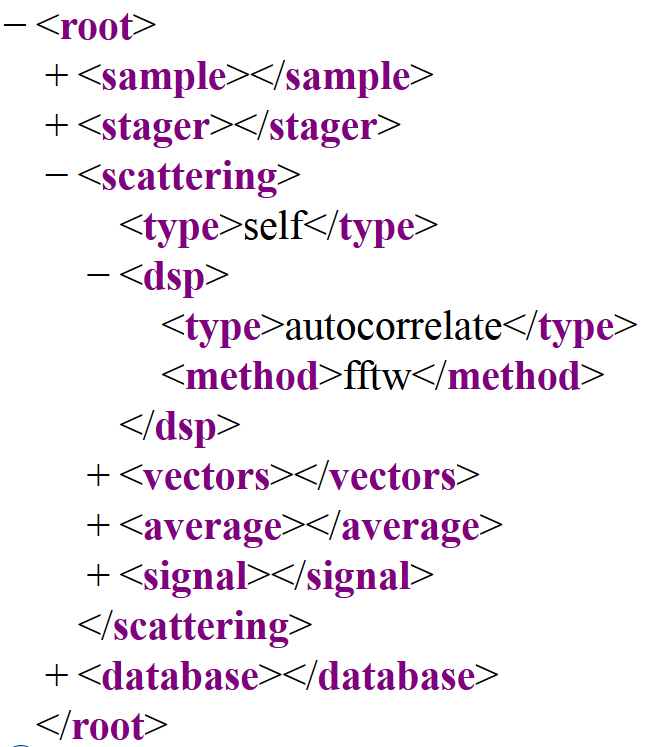 − <root>
+ <sample></sample>
+ <stager></stager>
− <scattering>
<type>self</type>
− <dsp>
<type>autocorrelate</type>
<method>fftw</method>
</dsp>
+ <vectors></vectors>
+ <average></average>
+ <signal></signal>
</scattering>
+ <database></database>
</root>